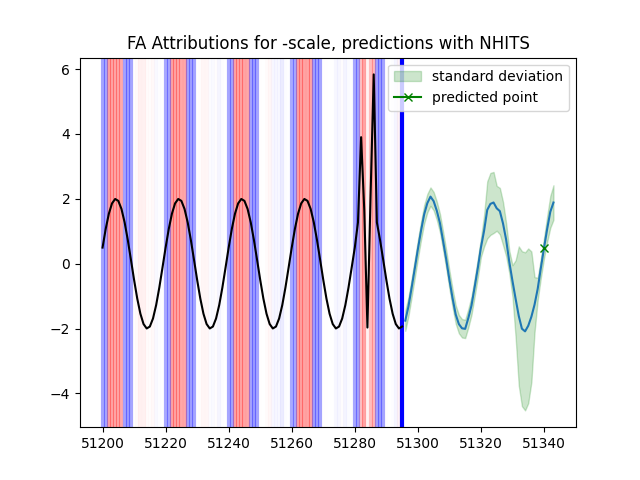 FA Attributions for -scale, predictions with NHITS
standard deviation
predicted point
6
4
2
0
−2
−4
51200 51220 51240 51260 51280 51300 51320 51340